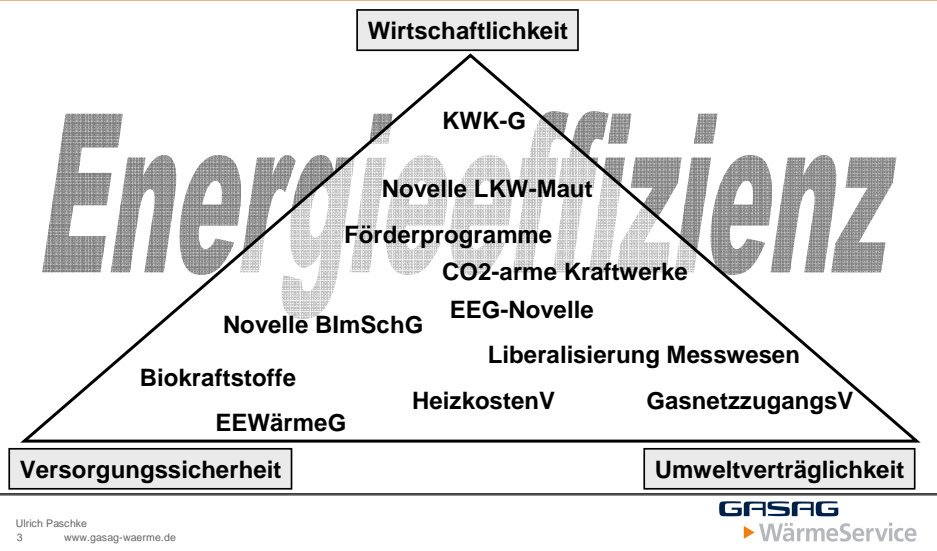 Wirtschaftlichkeit
Energieeffizienz
KWK-G
Novelle LKW-Maut
Förderprogramme
CO2-arme Kraftwerke
EEG-Novelle
Novelle BImSchG
Liberalisierung Messwesen
Biokraftstoffe
HeizkostenV
GasnetzzugangsV
EEWärmeG
Versorgungssicherheit
Umweltverträglichkeit
Ulrich Paschke
3 www.gasag-waerme.de
GASAG
WärmeService